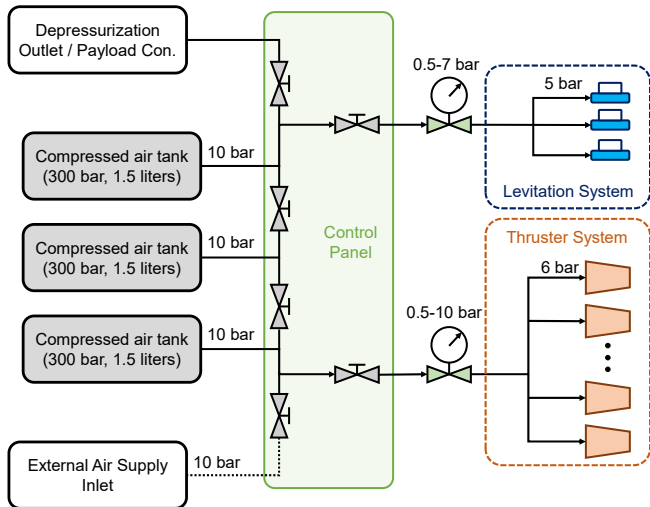 Depressurization
Outlet / Payload Con.
0.5-7 bar
5 bar
Compressed air tank
(300 bar, 1.5 liters)
10 bar
Levitation System
Compressed air tank
(300 bar, 1.5 liters)
10 bar
Control
Panel
Thruster System
6 bar
0.5-10 bar
Compressed air tank
(300 bar, 1.5 liters)
10 bar
External Air Supply
Inlet
10 bar